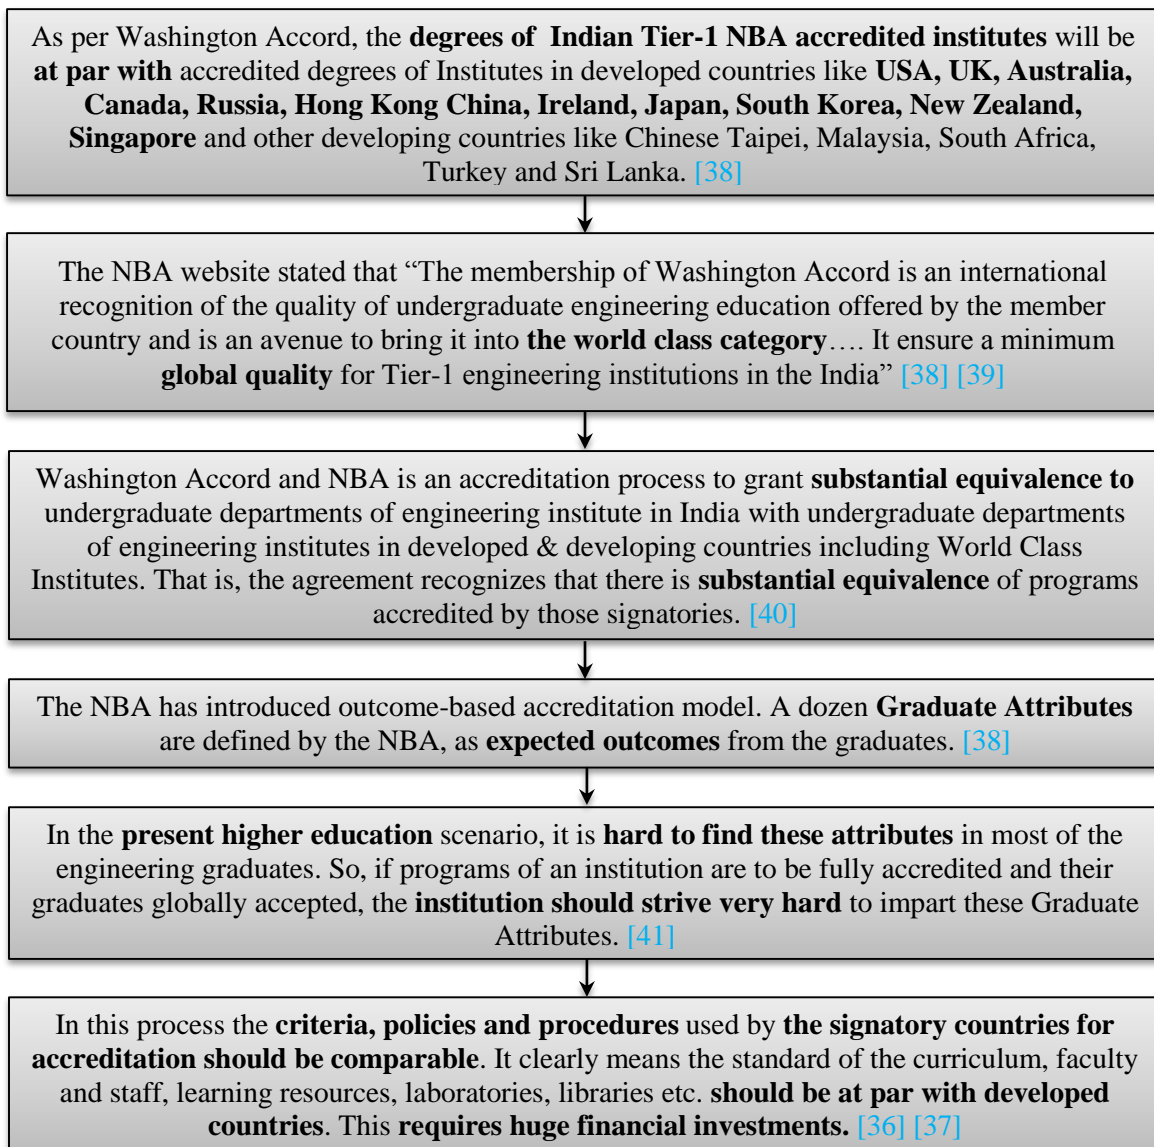 As per Washington Accord, the degrees of Indian Tier-1 NBA accredited institutes will be
at par with accredited degrees of Institutes in developed countries like USA, UK, Australia,
Canada, Russia, Hong Kong China, Ireland, Japan, South Korea, New Zealand,
Singapore and other developing countries like Chinese Taipei, Malaysia, South Africa,
Turkey and Sri Lanka. [38]
The NBA website stated that “The membership of Washington Accord is an international
recognition of the quality of undergraduate engineering education offered by the member
country and is an avenue to bring it into the world class category…. It ensure a minimum
global quality for Tier-1 engineering institutions in the India” [38] [39]
Washington Accord and NBA is an accreditation process to grant substantial equivalence to
undergraduate departments of engineering institute in India with undergraduate departments
of engineering institutes in developed & developing countries including World Class
Institutes. That is, the agreement recognizes that there is substantial equivalence of programs
accredited by those signatories. [40]
The NBA has introduced outcome-based accreditation model. A dozen Graduate Attributes
are defined by the NBA, as expected outcomes from the graduates. [38]
In the present higher education scenario, it is hard to find these attributes in most of the
engineering graduates. So, if programs of an institution are to be fully accredited and their
graduates globally accepted, the institution should strive very hard to impart these Graduate
Attributes. [41]
In this process the criteria, policies and procedures used by the signatory countries for
accreditation should be comparable. It clearly means the standard of the curriculum, faculty
and staff, learning resources, laboratories, libraries etc. should be at par with developed
countries. This requires huge financial investments. [36] [37]